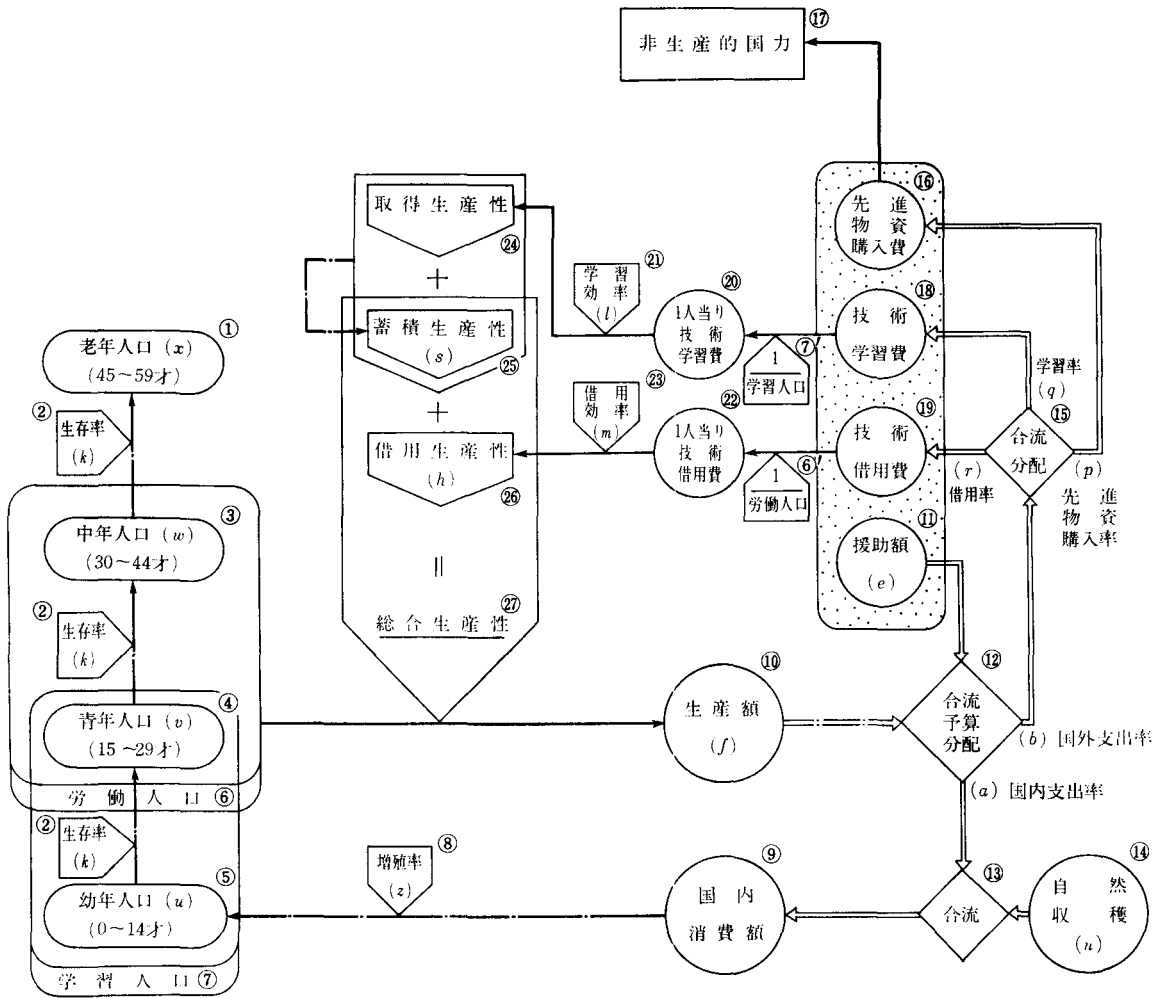 ⑰
非生産的国力
⑯
先進
物資
購入費
取得生産性
㉔
＋
㉑
学習
効率
(l)
⑳
1人当り
技術
学習費
⑱
技術
学習費
⑦′
1
学習人口
学習率
(q)
蓄積生産性
(s)
㉕
＋
㉓
借用
効率
(m)
㉒
1人当り
技術
借用費
⑲
技術
借用費
⑥′
1
労働人口
⑮
合流
分配
(r)
借用率
(p)
先進
物資
購入率
借用生産性
(h)
㉖
＝
㉗
総合生産性
⑪
援助額
(e)
①
老年人口 (x)
(45～59才)
②
生存率
(k)
③
中年人口 (w)
(30～44才)
②
生存率
(k)
④
青年人口 (v)
(15～29才)
労働人口 ⑥
②
生存率
(k)
⑤
幼年人口 (u)
(0～14才)
学習人口 ⑦
⑩
生産額
(f)
⑫
合流
予算
分配
(b) 国外支出率
(a) 国内支出率
⑧
増殖率
(z)
⑨
国内
消費額
⑬
合流
⑭
自然
収穫
(n)